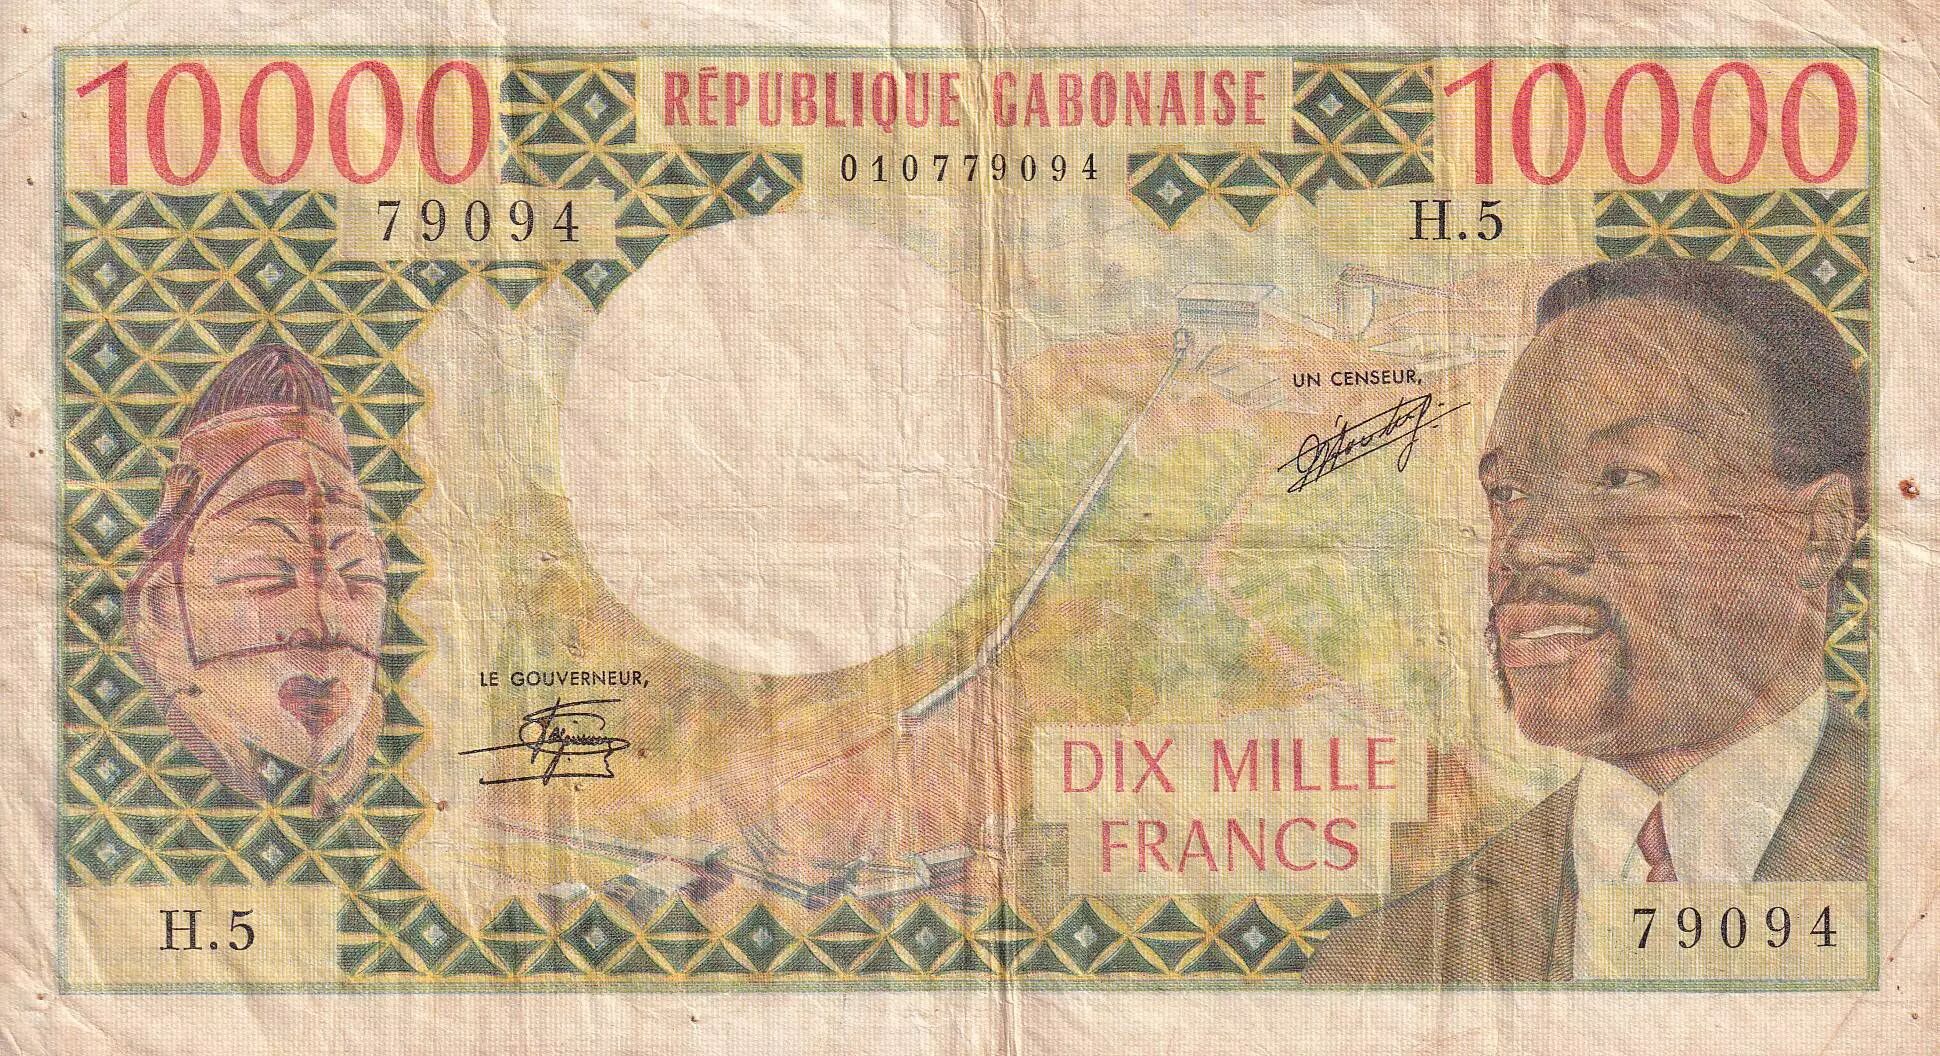 10000 RÉPUBLIQUE GABONAISE 10000
010779094
79094 H.5
UN CENSEUR,
LE GOUVERNEUR,
DIX MILLE
FRANCS
H.5 79094